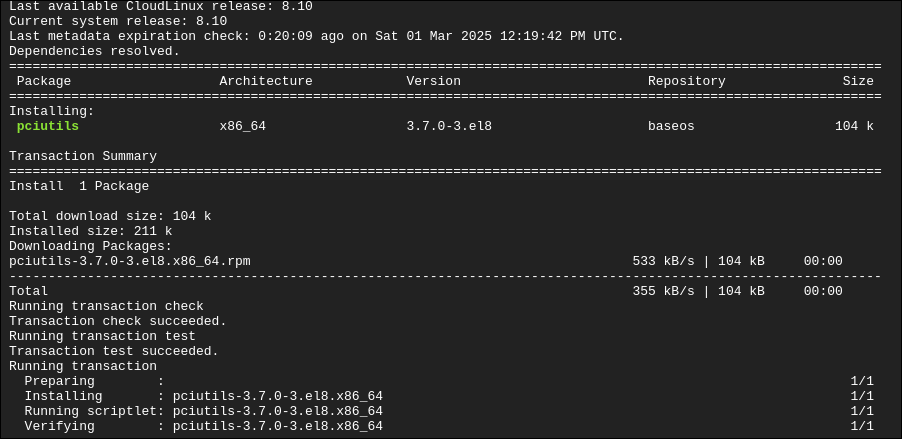 Last available CloudLinux release: 8.10
Current system release: 8.10
Last metadata expiration check: 0:20:09 ago on Sat 01 Mar 2025 12:19:42 PM UTC.
Dependencies resolved.
================================================================================================================
 Package                   Architecture            Version                        Repository               Size
================================================================================================================
Installing:
 pciutils                  x86_64                  3.7.0-3.el8                    baseos                  104 k

Transaction Summary
================================================================================================================
Install  1 Package

Total download size: 104 k
Installed size: 211 k
Downloading Packages:
pciutils-3.7.0-3.el8.x86_64.rpm                                                 533 kB/s | 104 kB     00:00
----------------------------------------------------------------------------------------------------------------
Total                                                                           355 kB/s | 104 kB     00:00
Running transaction check
Transaction check succeeded.
Running transaction test
Transaction test succeeded.
Running transaction
  Preparing        :                                                                                        1/1
  Installing       : pciutils-3.7.0-3.el8.x86_64                                                            1/1
  Running scriptlet: pciutils-3.7.0-3.el8.x86_64                                                            1/1
  Verifying        : pciutils-3.7.0-3.el8.x86_64                                                            1/1